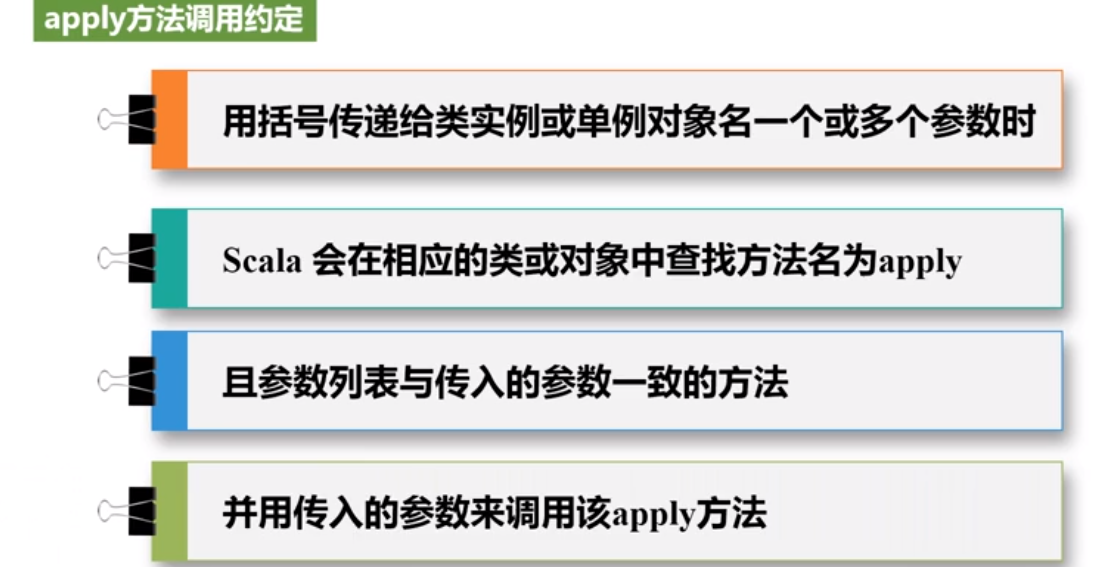 apply方法调用约定
用括号传递给类实例或单例对象名一个或多个参数时
Scala 会在相应的类或对象中查找方法名为apply
且参数列表与传入的参数一致的方法
并用传入的参数来调用该apply方法